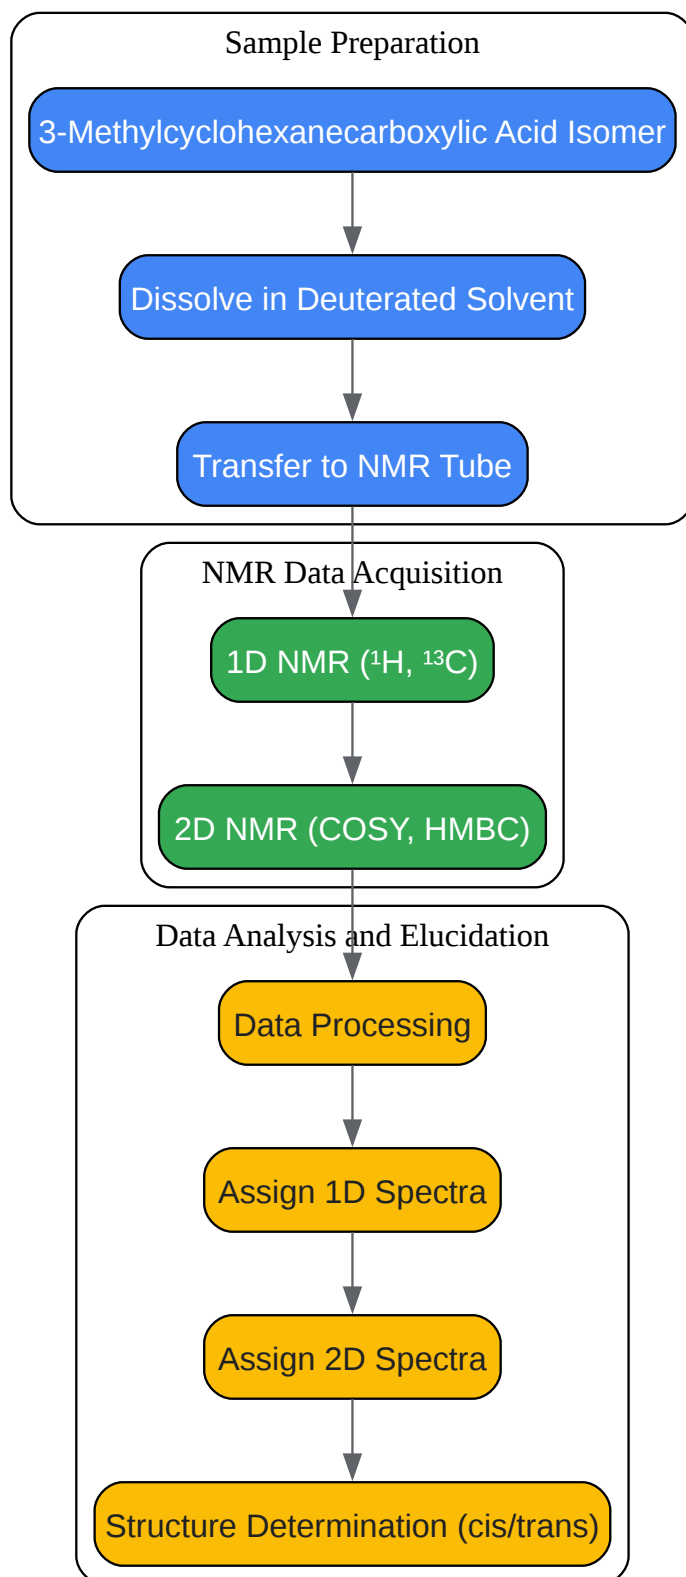 Sample Preparation
3-Methylcyclohexanecarboxylic Acid Isomer
Dissolve in Deuterated Solvent
Transfer to NMR Tube
NMR Data Acquisition
1D NMR (¹H, ¹³C)
2D NMR (COSY, HMBC)
Data Analysis and Elucidation
Data Processing
Assign 1D Spectra
Assign 2D Spectra
Structure Determination (cis/trans)